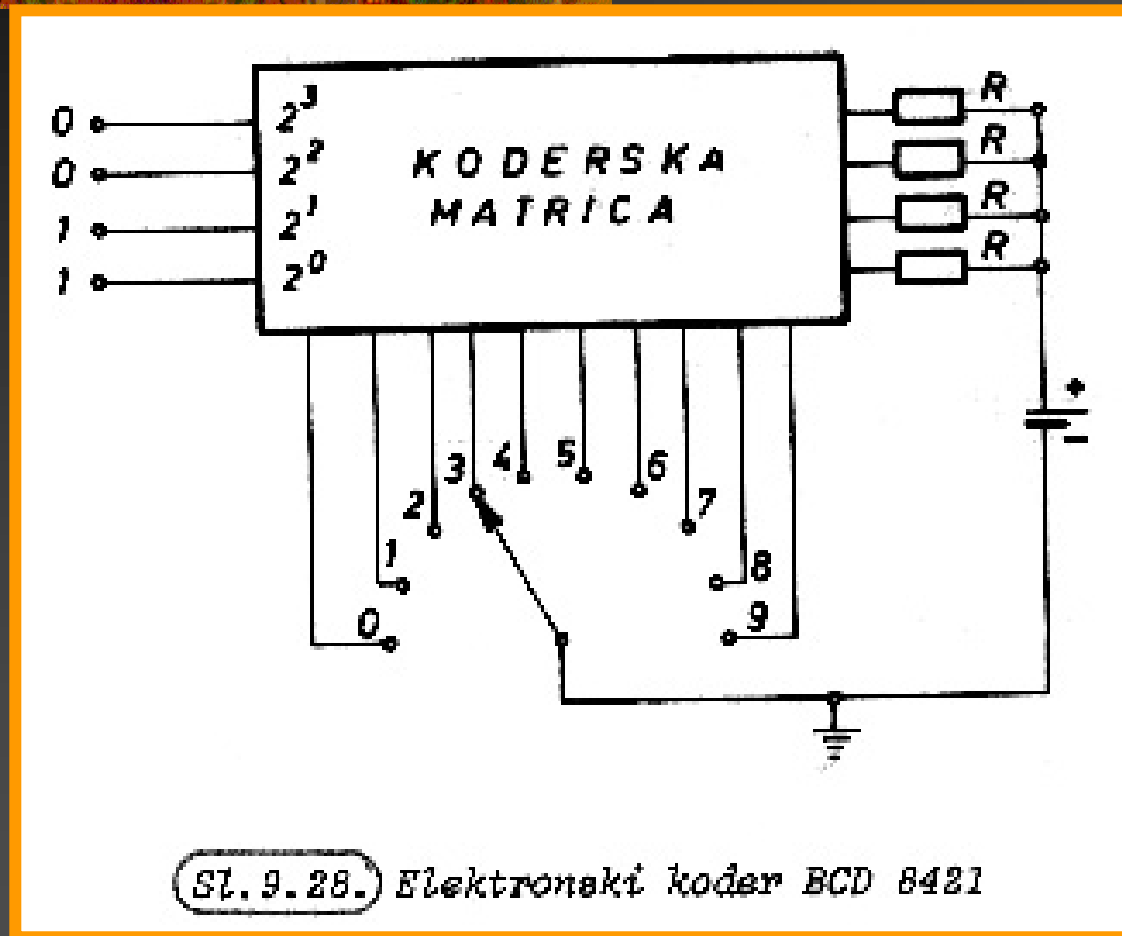 0 2³ KODERSKA R
0 2² MATRICA R
1 2¹ R
1 2⁰ R
+
−
0 1 2 3 4 5 6 7 8 9
Sl.9.28. Elektronski koder BCD 8421